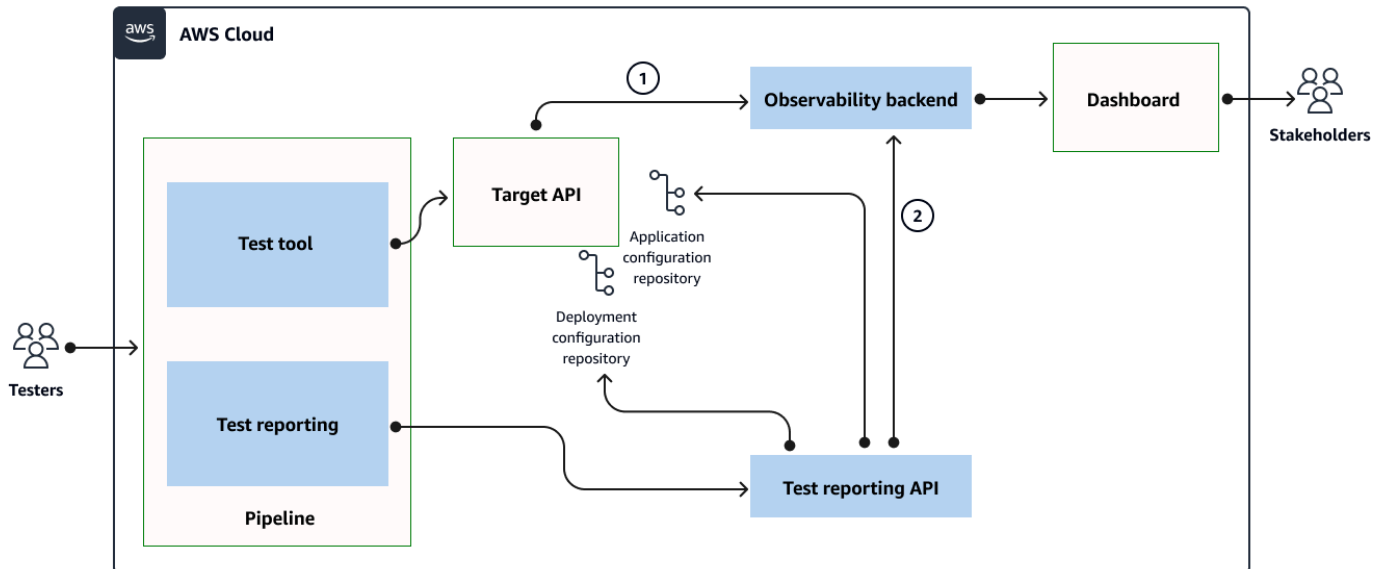 aws
AWS Cloud
1
Observability backend
Dashboard
Stakeholders
Test tool
Target API
2
Application
configuration
repository
Deployment
configuration
repository
Testers
Test reporting
Pipeline
Test reporting API